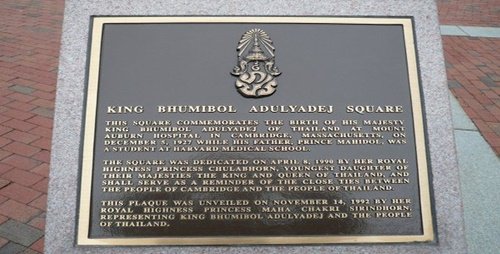 KING BHUMIBOL ADULYADEJ SQUARE
THIS SQUARE COMMEMORATES THE BIRTH OF HIS MAJESTY
KING BHUMIBOL ADULYADEJ OF THAILAND AT MOUNT
AUBURN HOSPITAL IN CAMBRIDGE, MASSACHUSETTS, ON
DECEMBER 5, 1927 WHILE HIS FATHER, PRINCE MAHIDOL, WAS
A STUDENT AT HARVARD MEDICAL SCHOOL.
THE SQUARE WAS DEDICATED ON APRIL 8, 1990 BY HER ROYAL
HIGHNESS PRINCESS CHULABHORN, YOUNGEST DAUGHTER OF
THEIR MAJESTIES THE KING AND QUEEN OF THAILAND, AND
SHALL SERVE AS A REMINDER OF THE CLOSE TIES BETWEEN
THE PEOPLE OF CAMBRIDGE AND THE PEOPLE OF THAILAND.
THIS PLAQUE WAS UNVEILED ON NOVEMBER 14, 1992 BY HER
ROYAL HIGHNESS PRINCESS MAHA CHAKRI SIRINDHORN,
REPRESENTING KING BHUMIBOL ADULYADEJ AND THE PEOPLE
OF THAILAND.